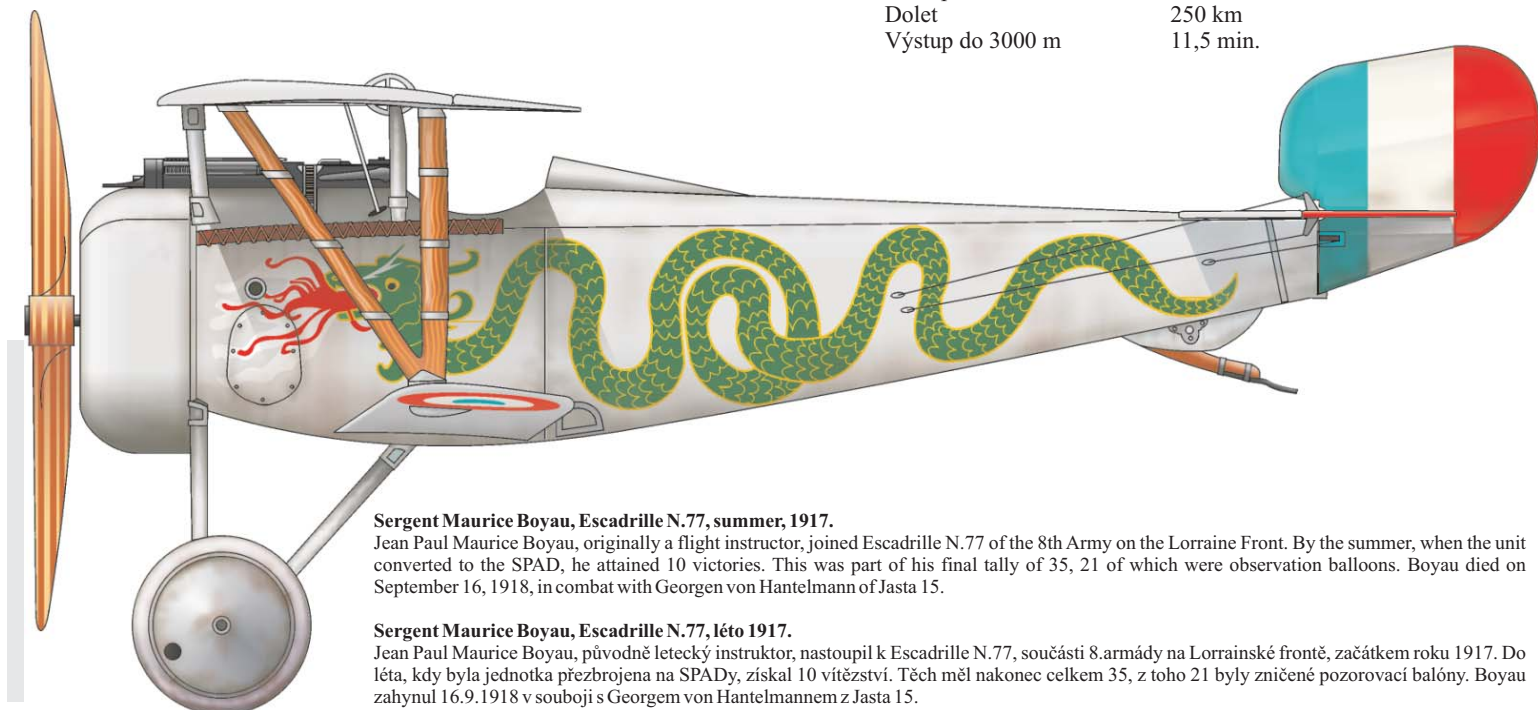 Dolet 250 km
Výstup do 3000 m 11,5 min.
Sergent Maurice Boyau, Escadrille N.77, summer, 1917.
Jean Paul Maurice Boyau, originally a flight instructor, joined Escadrille N.77 of the 8th Army on the Lorraine Front. By the summer, when the unit
converted to the SPAD, he attained 10 victories. This was part of his final tally of 35, 21 of which were observation balloons. Boyau died on
September 16, 1918, in combat with Georgen von Hantelmann of Jasta 15.
Sergent Maurice Boyau, Escadrille N.77, léto 1917.
Jean Paul Maurice Boyau, původně letecký instruktor, nastoupil k Escadrille N.77, součásti 8.armády na Lorrainské frontě, začátkem roku 1917. Do
léta, kdy byla jednotka přezbrojena na SPADy, získal 10 vítězství. Těch měl nakonec celkem 35, z toho 21 byly zničené pozorovací balóny. Boyau
zahynul 16.9.1918 v souboji s Georgem von Hantelmannem z Jasta 15.